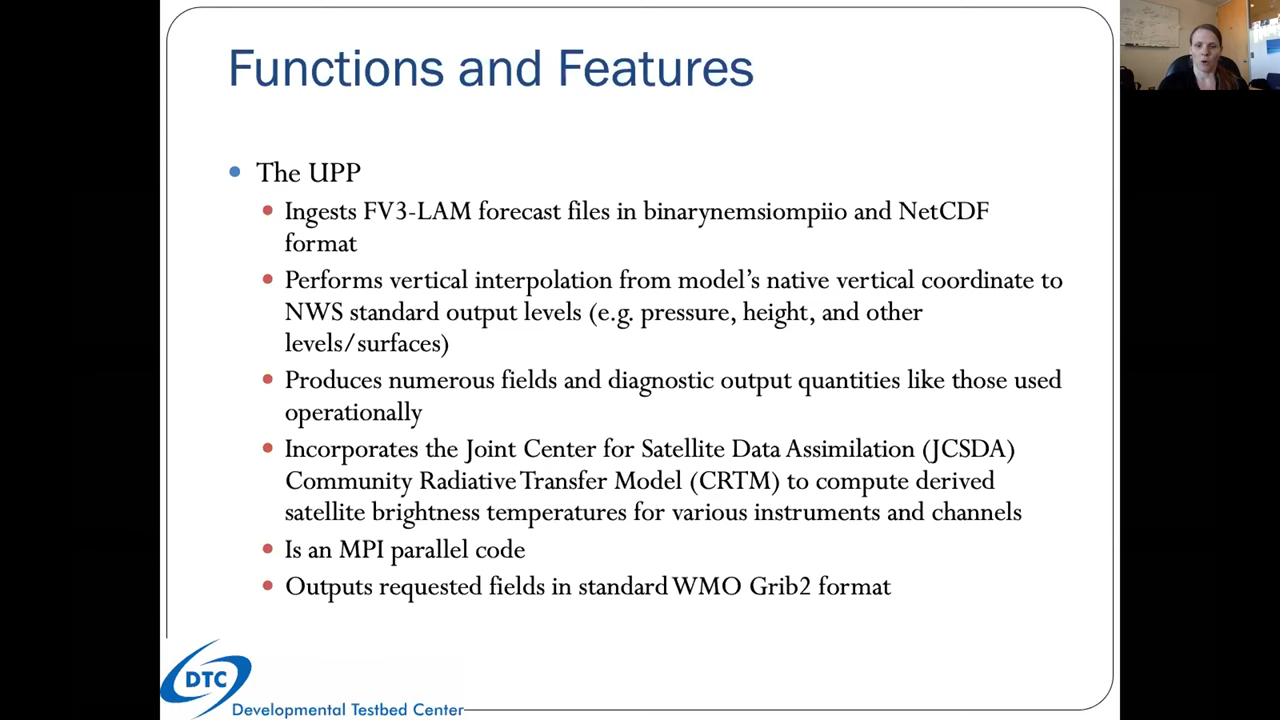 Functions and Features
• The UPP
• Ingests FV3-LAM forecast files in binarynemsiompiio and NetCDF
format
• Performs vertical interpolation from model's native vertical coordinate to
NWS standard output levels (e.g. pressure, height, and other
levels/surfaces)
• Produces numerous fields and diagnostic output quantities like those used
operationally
• Incorporates the Joint Center for Satellite Data Assimilation (JCSDA)
Community Radiative Transfer Model (CRTM) to compute derived
satellite brightness temperatures for various instruments and channels
• Is an MPI parallel code
• Outputs requested fields in standard WMO Grib2 format
DTC
Developmental Testbed Center